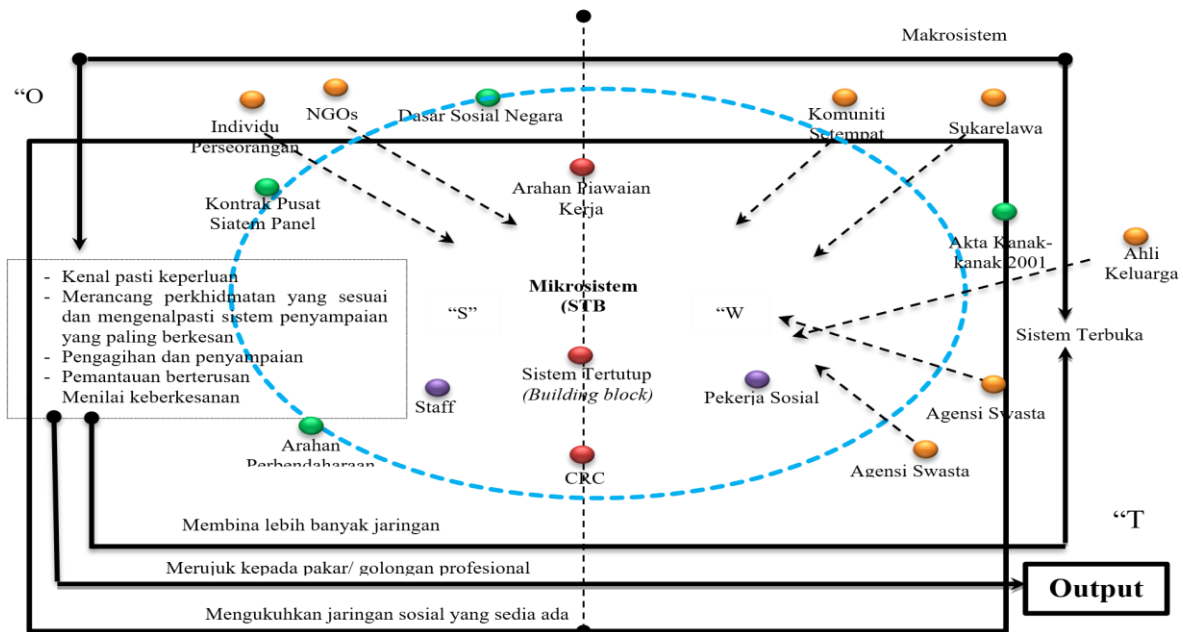 Makrosistem
“O
NGOs
Dasar Sosial Negara
Komuniti
Setempat
Sukarelawa
Individu
Perseorangan
Arahan Piawaian
Kerja
Kontrak Pusat
Siatem Panel
Akta Kanak-
kanak 2001
Ahli
Keluarga
- Kenal pasti keperluan
- Merancang perkhidmatan yang sesuai
dan mengenalpasti sistem penyampaian
yang paling berkesan
- Pengagihan dan penyampaian
- Pemantauan berterusan
Menilai keberkesanan
“S”
Mikrosistem
(STB
“W
Sistem Terbuka
Sistem Tertutup
(Building block)
Staff
Pekerja Sosial
Agensi Swasta
Arahan
Perbendaharaan
CRC
Agensi Swasta
Membina lebih banyak jaringan
“T
Merujuk kepada pakar/ golongan profesional
Output
Mengukuhkan jaringan sosial yang sedia ada